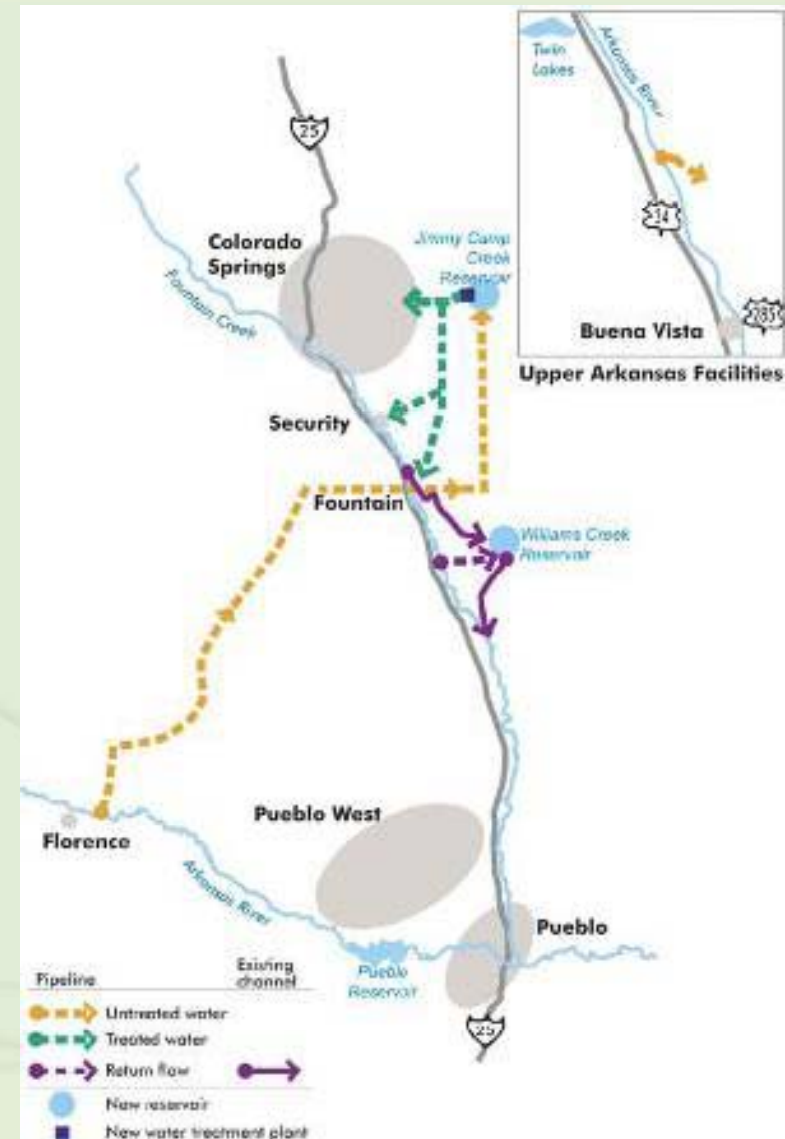 Twin
Lakes
Arkansas River
25
24
285
Buena Vista
Upper Arkansas Facilities
Colorado
Springs
Jimmy Camp
Creek
Reservoir
Fountain Creek
Security
Fountain
Williams Creek
Reservoir
Pueblo West
Florence
Arkansas River
Pueblo
Pueblo
Reservoir
25
Pipeline
Existing
channel
Untreated water
Treated water
Return flow
New reservoir
New water treatment plant